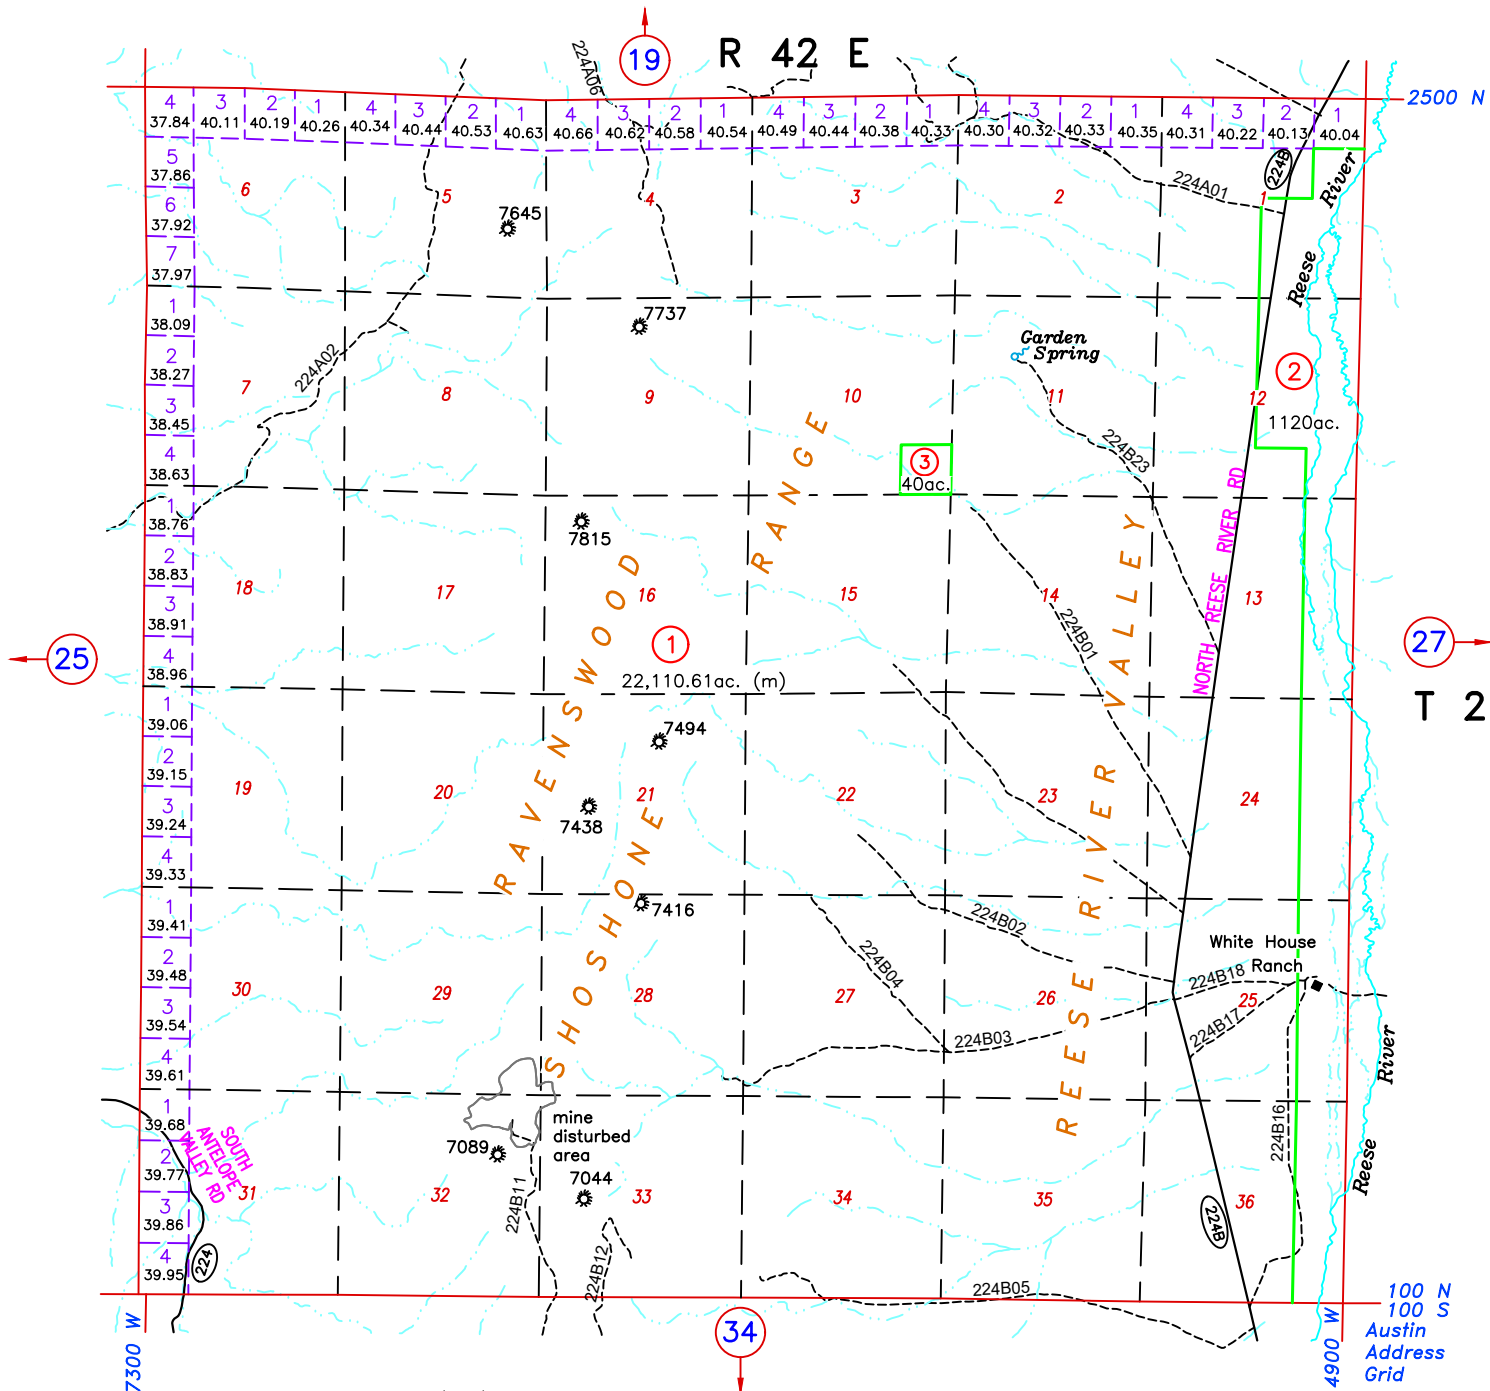 19
R 42 E
2500 N
224A06
4 3 2 1 4 3 2 1 4 3 2 1 4 3 2 1 4 3 2 1 4 3 2 1
37.84 40.11 40.19 40.26 40.34 40.44 40.53 40.63 40.66 40.62 40.58 40.54 40.49 40.44 40.38 40.33 40.30 40.32 40.33 40.35 40.31 40.22 40.13 40.04
5
37.86
6
37.92
7
37.97
6 5 4 3 2 1
224B
224A01
River
Reese
7645
1
38.09
2
38.27
3
38.45
4
38.63
7737
Garden
Spring
224A02
2
1120ac.
7 8 9 10 11 12
224B23
3
40ac.
1
38.76
2
38.83
3
38.91
4
38.96
7815
18 17 16 15 14 13
224B01
NORTH REESE RIVER RD
RAVENSWOOD
RANGE
REESE RIVER VALLEY
SHOSHONE
25
1
22,110.61ac. (m)
27
T 2
1
39.06
2
39.15
3
39.24
4
39.33
7494
7438
19 20 21 22 23 24
7416
1
39.41
2
39.48
3
39.54
4
39.61
224B02
224B04
White House
Ranch
224B18
224B17
224B03
30 29 28 27 26 25
River
1
39.68
2
39.77
3
39.86
4
39.95
SOUTH
ANTELOPE
VALLEY RD
mine
disturbed
area
7089
7044
224B16
Reese
31 32 33 34 35 36
224B11
224B12
224
224B
224B05
100 N
100 S
Austin
Address
Grid
7300 W
34
4900 W